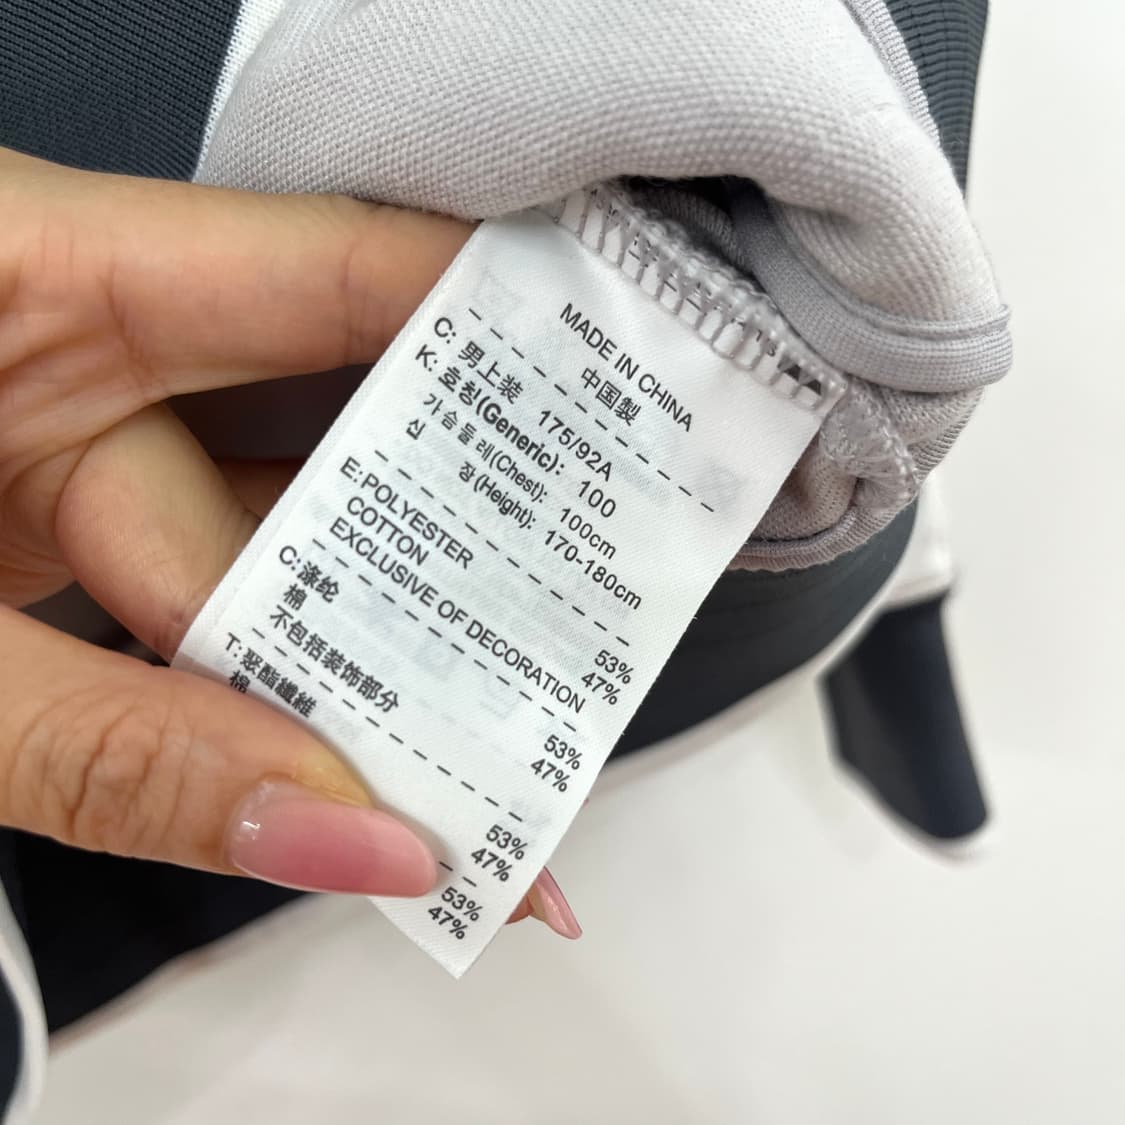 MADE IN CHINA
中国製
C: 男上装 175/92A
K: 호칭(Generic): 100
가슴둘레(Chest): 100cm
신 장(Height): 170-180cm
E: POLYESTER 53%
COTTON 47%
EXCLUSIVE OF DECORATION
C: 涤纶 53%
棉 47%
不包括装饰部分
T: 聚酯纖維 53%
棉 47%
53%
47%